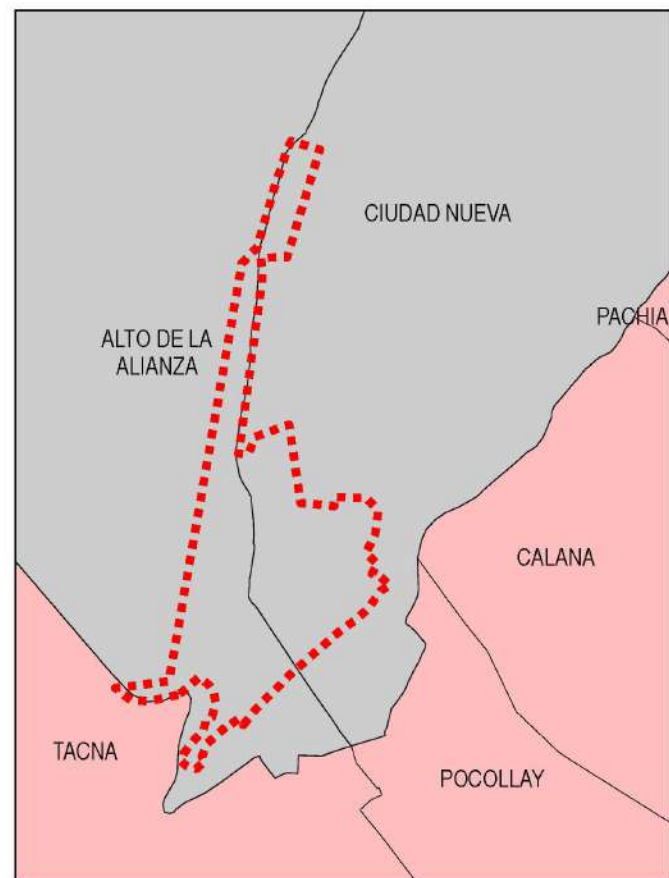 CIUDAD NUEVA
PACHIA
ALTO DE LA
ALIANZA
CALANA
TACNA
POCOLLAY